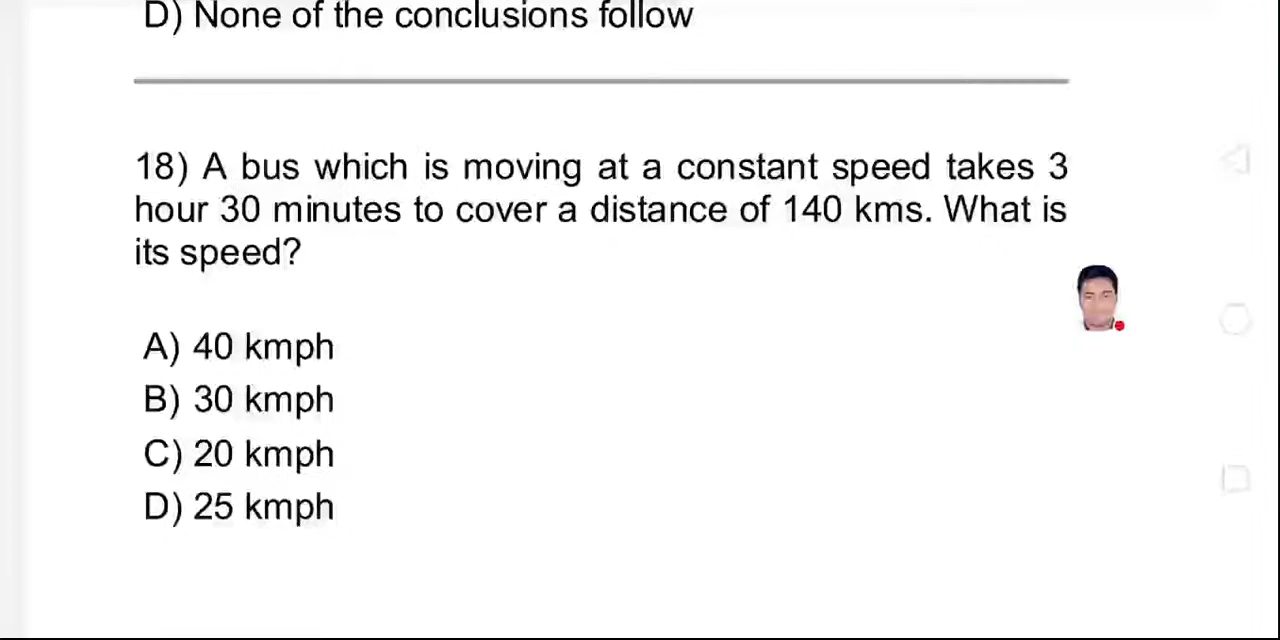 D) None of the conclusions follow
18) A bus which is moving at a constant speed takes 3
hour 30 minutes to cover a distance of 140 kms. What is
its speed?
A) 40 kmph
B) 30 kmph
C) 20 kmph
D) 25 kmph